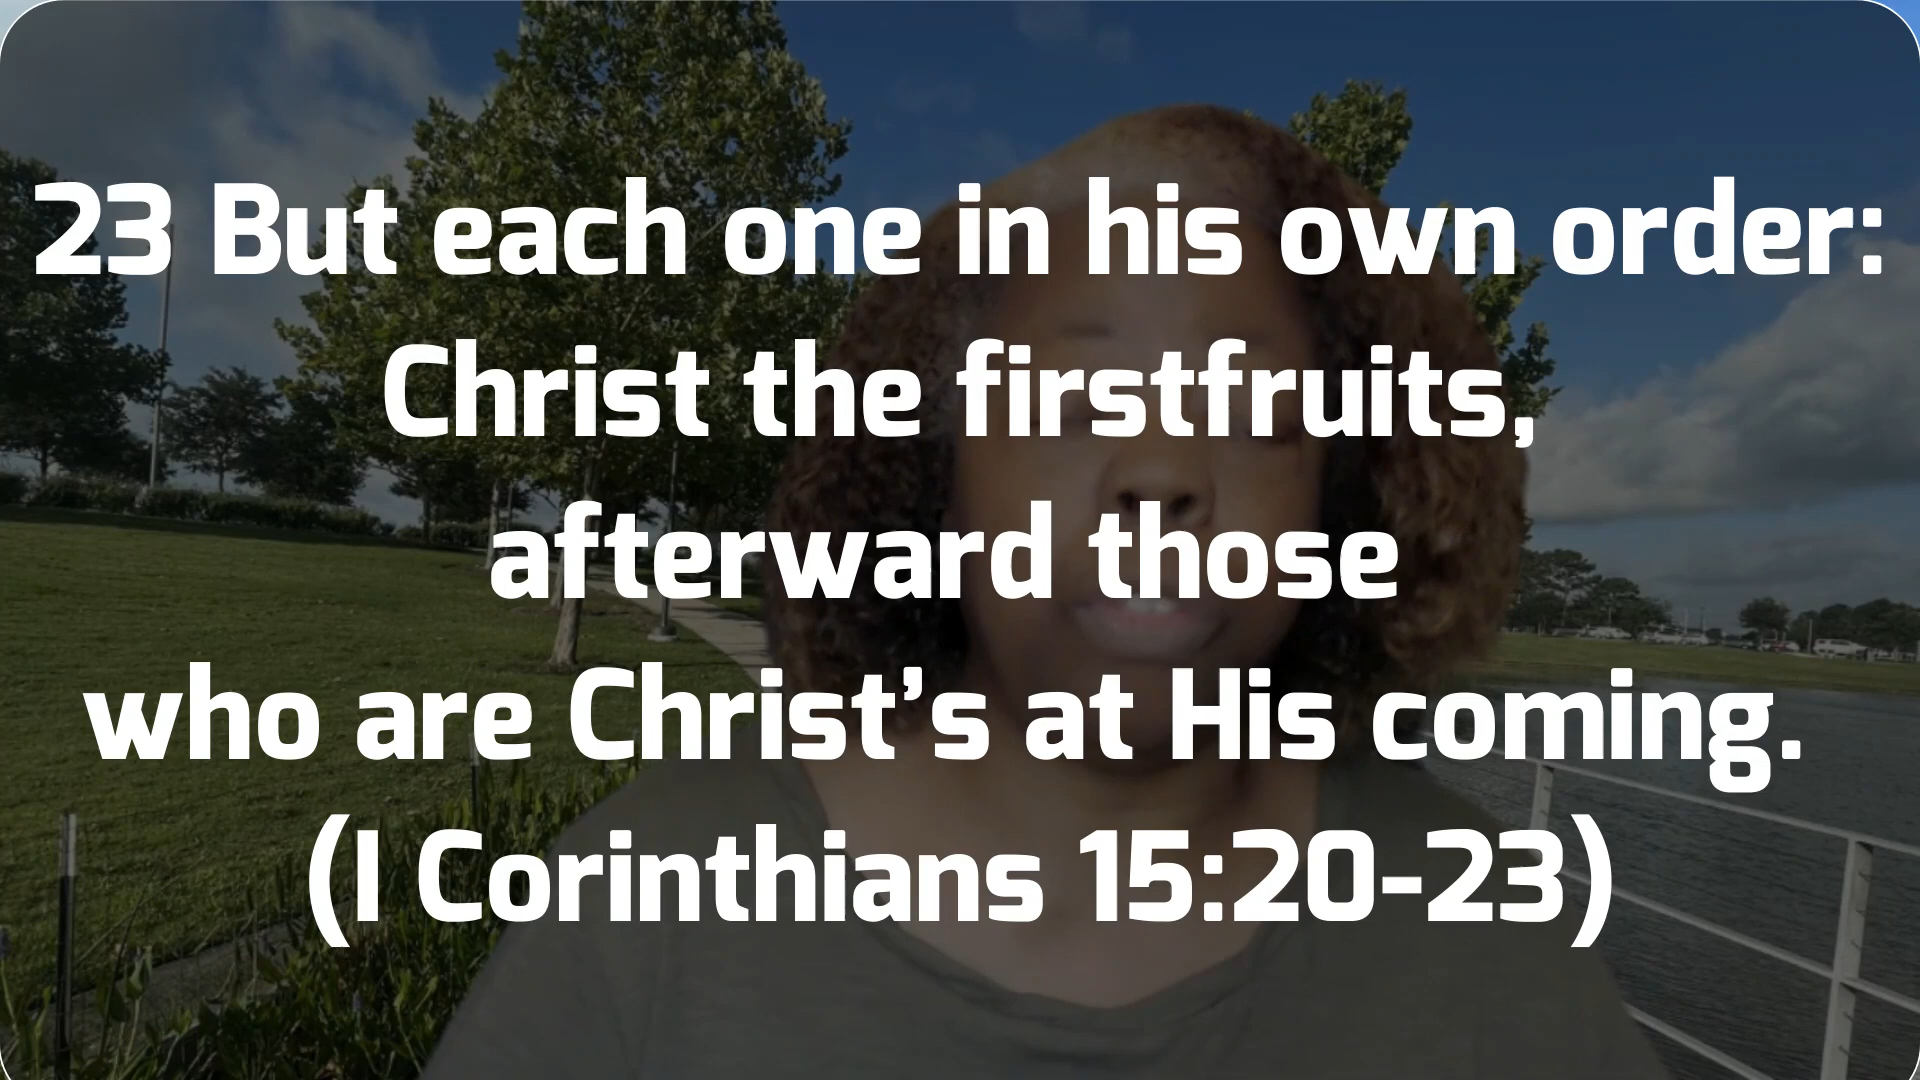 23 But each one in his own order:
Christ the firstfruits,
afterward those
who are Christ’s at His coming.
(I Corinthians 15:20-23)